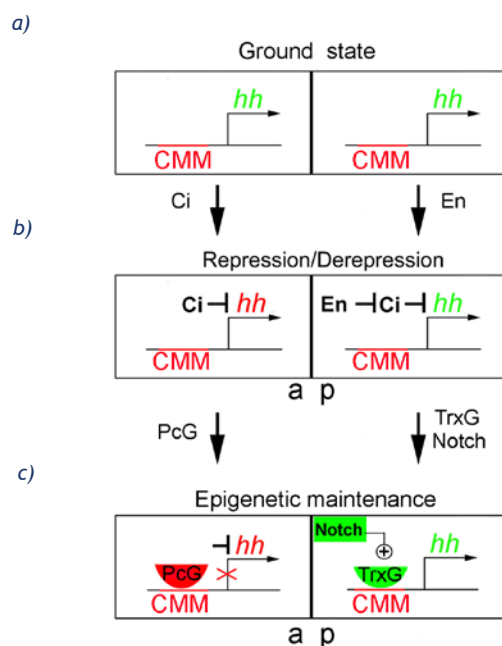 a)
Ground state
hh hh
CMM CMM
Ci En
b)
Repression/Derepression
Ci hh En Ci hh
CMM CMM
a p
PcG TrxG
Notch
c)
Epigenetic maintenance
hh Notch hh
+
PcG TrxG
CMM CMM
a p